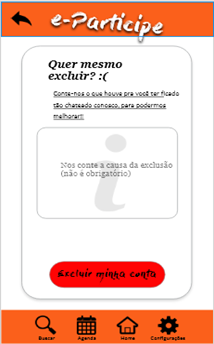 e-Participe
Quer mesmo
excluir? :(
Conte-nos o que houve pra você ter ficado
tão chateado conosco, para podermos
melhorar!!
Nos conte a causa da exclusão
(não é obrigatório)
Excluir minha conta
Buscar Agenda Home Configurações